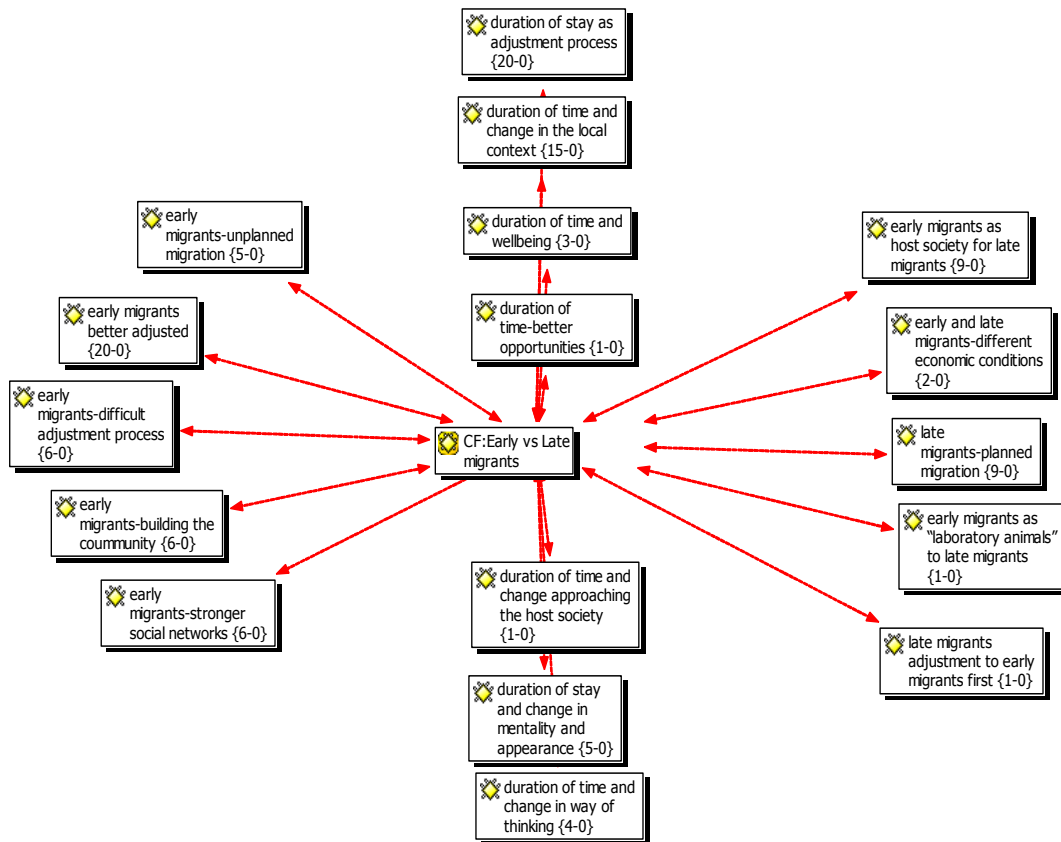 duration of stay as
adjustment process
{20-0}
duration of time and
change in the local
context {15-0}
early
migrants-unplanned
migration {5-0}
duration of time and
wellbeing {3-0}
early migrants as
host society for late
migrants {9-0}
early migrants
better adjusted
{20-0}
duration of
time-better
opportunities {1-0}
early and late
migrants-different
economic conditions
{2-0}
early
migrants-difficult
adjustment process
{6-0}
CF:Early vs Late
migrants
late
migrants-planned
migration {9-0}
early
migrants-building the
coummunity {6-0}
early migrants as
“laboratory animals”
to late migrants
{1-0}
early
migrants-stronger
social networks {6-0}
duration of time and
change approaching
the host society
{1-0}
late migrants
adjustment to early
migrants first {1-0}
duration of stay
and change in
mentality and
appearance {5-0}
duration of time and
change in way of
thinking {4-0}